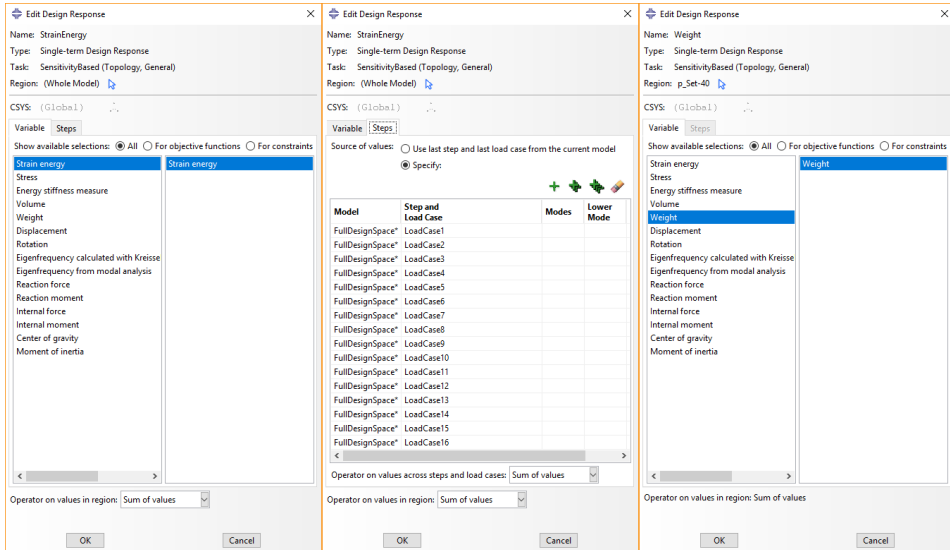 Edit Design Response
Name: StrainEnergy
Type: Single-term Design Response
Task: SensitivityBased (Topology, General)
Region: (Whole Model)
CSYS: (Global)
Variable Steps
Show available selections: All For objective functions For constraints
Strain energy
Stress
Energy stiffness measure
Volume
Weight
Displacement
Rotation
Eigenfrequency calculated with Kreisse
Eigenfrequency from modal analysis
Reaction force
Reaction moment
Internal force
Internal moment
Center of gravity
Moment of inertia
Strain energy
Operator on values in region: Sum of values
OK Cancel
Edit Design Response
Name: StrainEnergy
Type: Single-term Design Response
Task: SensitivityBased (Topology, General)
Region: (Whole Model)
CSYS: (Global)
Variable Steps
Source of values: Use last step and last load case from the current model
Specify:
Model Step and Load Case Modes Lower Mode
FullDesignSpace* LoadCase1
FullDesignSpace* LoadCase2
FullDesignSpace* LoadCase3
FullDesignSpace* LoadCase4
FullDesignSpace* LoadCase5
FullDesignSpace* LoadCase6
FullDesignSpace* LoadCase7
FullDesignSpace* LoadCase8
FullDesignSpace* LoadCase9
FullDesignSpace* LoadCase10
FullDesignSpace* LoadCase11
FullDesignSpace* LoadCase12
FullDesignSpace* LoadCase13
FullDesignSpace* LoadCase14
FullDesignSpace* LoadCase15
FullDesignSpace* LoadCase16
Operator on values across steps and load cases: Sum of values
Operator on values in region: Sum of values
OK Cancel
Edit Design Response
Name: Weight
Type: Single-term Design Response
Task: SensitivityBased (Topology, General)
Region: p_Set-40
CSYS: (Global)
Variable Steps
Show available selections: All For objective functions For constraints
Strain energy
Stress
Energy stiffness measure
Volume
Weight
Displacement
Rotation
Eigenfrequency calculated with Kreisse
Eigenfrequency from modal analysis
Reaction force
Reaction moment
Internal force
Internal moment
Center of gravity
Moment of inertia
Weight
Operator on values in region: Sum of values
OK Cancel